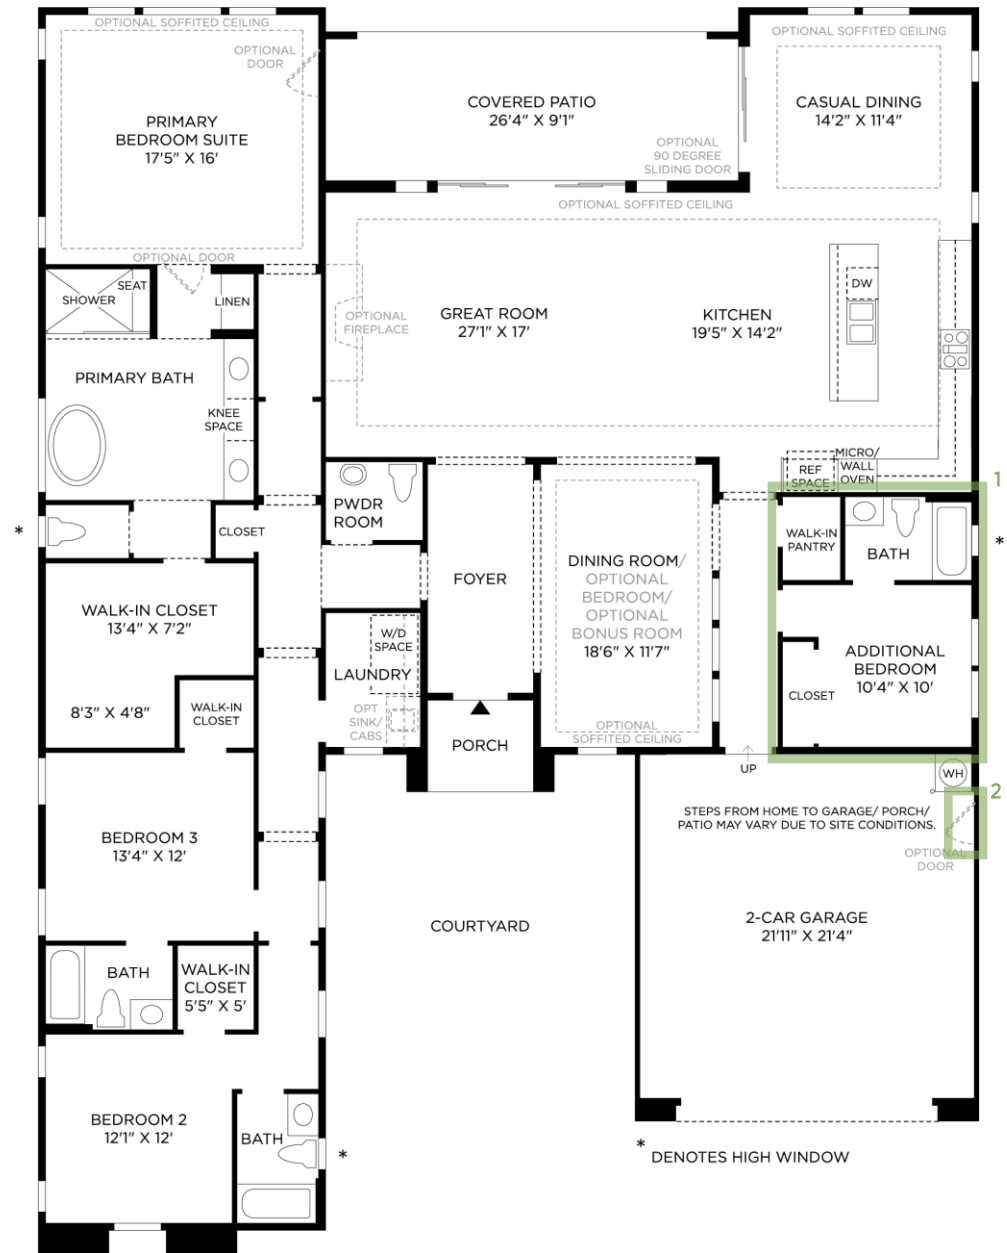 OPTIONAL SOFFITED CEILING
OPTIONAL
DOOR
PRIMARY
BEDROOM SUITE
17'5" X 16'
COVERED PATIO
26'4" X 9'1"
OPTIONAL
90 DEGREE
SLIDING DOOR
OPTIONAL SOFFITED CEILING
CASUAL DINING
14'2" X 11'4"
OPTIONAL SOFFITED CEILING
OPTIONAL DOOR
SHOWER
SEAT
LINEN
OPTIONAL
FIREPLACE
GREAT ROOM
27'1" X 17'
KITCHEN
19'5" X 14'2"
DW
PRIMARY BATH
KNEE
SPACE
MICRO/
WALL
OVEN
REF
SPACE
1
*
CLOSET
PWDR
ROOM
FOYER
DINING ROOM/
OPTIONAL
BEDROOM/
OPTIONAL
BONUS ROOM
18'6" X 11'7"
OPTIONAL
SOFFITED CEILING
WALK-IN
PANTRY
BATH
*
WALK-IN CLOSET
13'4" X 7'2"
8'3" X 4'8"
WALK-IN
CLOSET
W/D
SPACE
LAUNDRY
OPT
SINK/
CABS
PORCH
ADDITIONAL
BEDROOM
10'4" X 10'
CLOSET
UP
WH
2
STEPS FROM HOME TO GARAGE/ PORCH/
PATIO MAY VARY DUE TO SITE CONDITIONS.
OPTIONAL
DOOR
BEDROOM 3
13'4" X 12'
COURTYARD
2-CAR GARAGE
21'11" X 21'4"
BATH
WALK-IN
CLOSET
5'5" X 5'
BEDROOM 2
12'1" X 12'
BATH
*
* DENOTES HIGH WINDOW